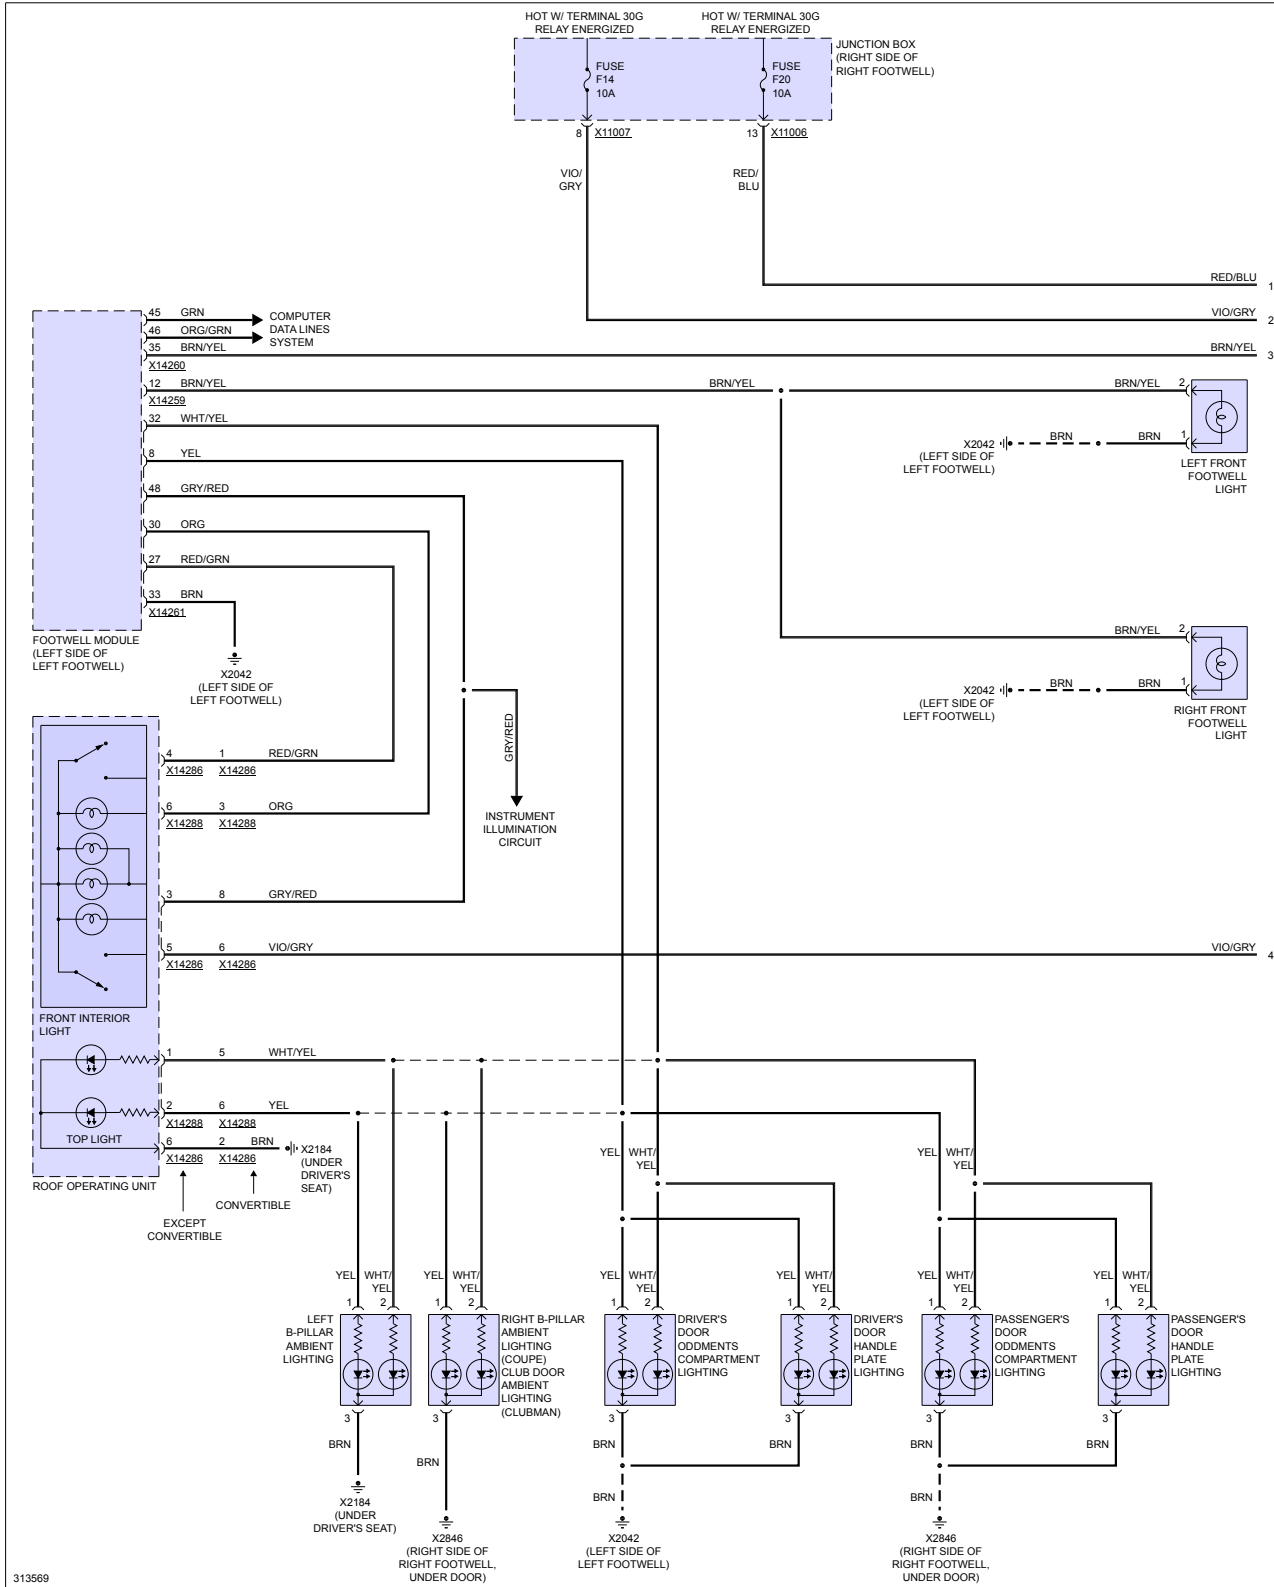 HOT W/ TERMINAL 30G
RELAY ENERGIZED
HOT W/ TERMINAL 30G
RELAY ENERGIZED
JUNCTION BOX
(RIGHT SIDE OF
RIGHT FOOTWELL)
FUSE
F14
10A
FUSE
F20
10A
8 X11007
13 X11006
VIO/
GRY
RED/
BLU
RED/BLU 1
VIO/GRY 2
BRN/YEL 3
45 GRN
46 ORG/GRN
COMPUTER
DATA LINES
SYSTEM
35 BRN/YEL
X14260
12 BRN/YEL
X14259
BRN/YEL
BRN/YEL 2
32 WHT/YEL
8 YEL
48 GRY/RED
30 ORG
27 RED/GRN
33 BRN
X14261
X2042
(LEFT SIDE OF
LEFT FOOTWELL)
BRN
BRN
1
LEFT FRONT
FOOTWELL
LIGHT
FOOTWELL MODULE
(LEFT SIDE OF
LEFT FOOTWELL)
X2042
(LEFT SIDE OF
LEFT FOOTWELL)
BRN/YEL 2
X2042
(LEFT SIDE OF
LEFT FOOTWELL)
BRN
BRN
1
RIGHT FRONT
FOOTWELL
LIGHT
GRY/RED
INSTRUMENT
ILLUMINATION
CIRCUIT
4 1 RED/GRN
X14286 X14286
6 3 ORG
X14288 X14288
3 8 GRY/RED
5 6 VIO/GRY
X14286 X14286
VIO/GRY 4
FRONT INTERIOR
LIGHT
1 5 WHT/YEL
2 6 YEL
X14288 X14288
TOP LIGHT
6 2 BRN
X14286 X14286
X2184
(UNDER
DRIVER'S
SEAT)
ROOF OPERATING UNIT
CONVERTIBLE
EXCEPT
CONVERTIBLE
YEL WHT/
YEL
YEL WHT/
YEL
YEL WHT/
YEL
YEL WHT/
YEL
YEL WHT/
YEL
YEL WHT/
YEL
YEL WHT/
YEL
YEL WHT/
YEL
1 2
1 2
1 2
1 2
1 2
1 2
LEFT
B-PILLAR
AMBIENT
LIGHTING
RIGHT B-PILLAR
AMBIENT
LIGHTING
(COUPE)
CLUB DOOR
AMBIENT
LIGHTING
(CLUBMAN)
DRIVER'S
DOOR
ODDMENTS
COMPARTMENT
LIGHTING
DRIVER'S
DOOR
HANDLE
PLATE
LIGHTING
PASSENGER'S
DOOR
ODDMENTS
COMPARTMENT
LIGHTING
PASSENGER'S
DOOR
HANDLE
PLATE
LIGHTING
3
3
3
3
3
3
BRN
BRN
BRN
BRN
BRN
BRN
BRN
BRN
X2184
(UNDER
DRIVER'S SEAT)
X2846
(RIGHT SIDE OF
RIGHT FOOTWELL,
UNDER DOOR)
X2042
(LEFT SIDE OF
LEFT FOOTWELL)
X2846
(RIGHT SIDE OF
RIGHT FOOTWELL,
UNDER DOOR)
313569